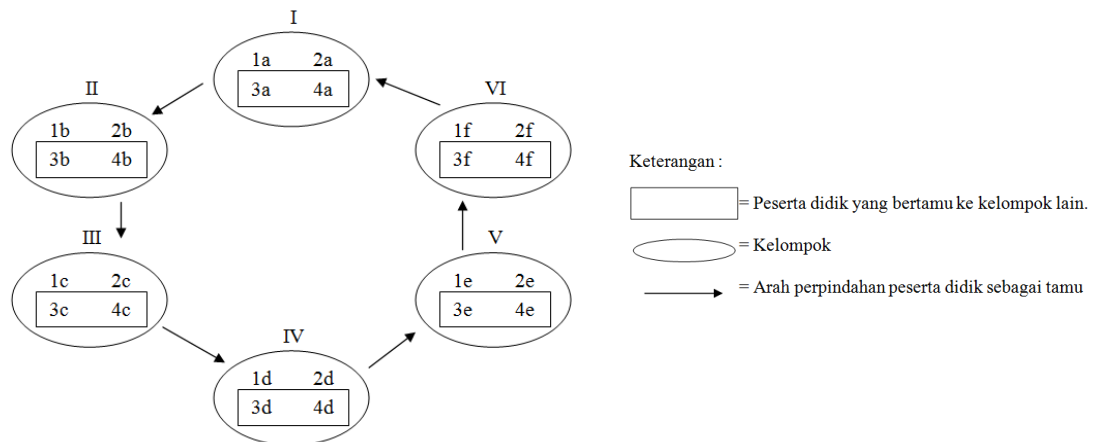 I
1a 2a
3a 4a
II
1b 2b
3b 4b
III
1c 2c
3c 4c
IV
1d 2d
3d 4d
V
1e 2e
3e 4e
VI
1f 2f
3f 4f
Keterangan :
= Peserta didik yang bertamu ke kelompok lain.
= Kelompok
= Arah perpindahan peserta didik sebagai tamu